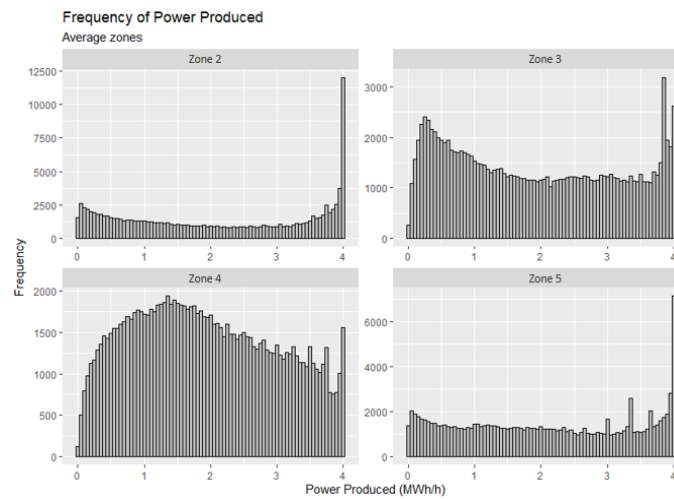 Frequency of Power Produced
Average zones
Zone 2
Zone 3
12500
10000
7500
5000
2500
0
3000
2000
1000
0
0 1 2 3 4
0 1 2 3 4
Zone 4
Zone 5
2000
1500
1000
500
0
6000
4000
2000
0
0 1 2 3 4
0 1 2 3 4
Frequency
Power Produced (MWh/h)